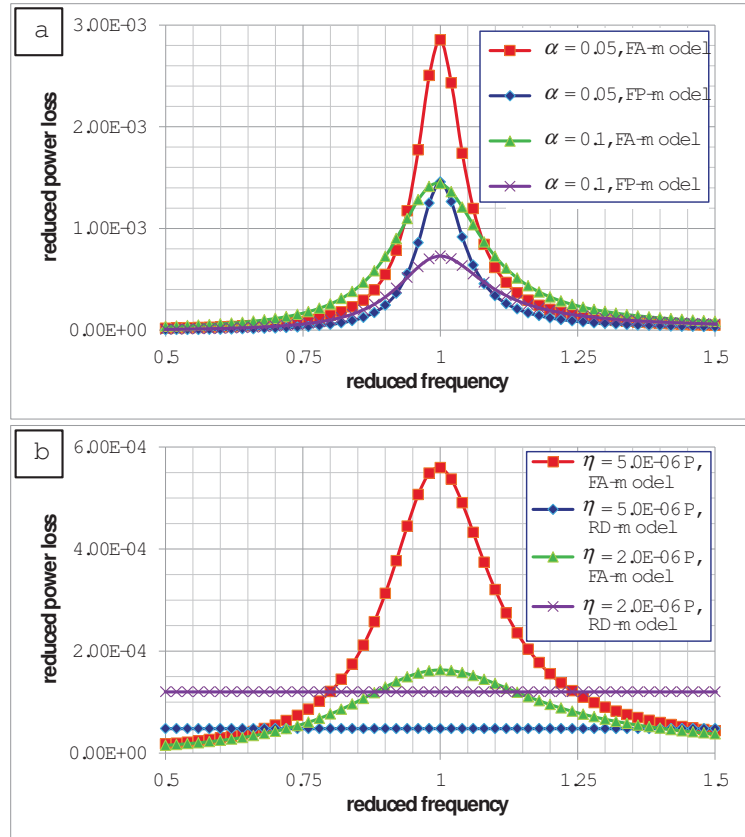 a
3.00E-03
2.00E-03
1.00E-03
0.00E+00
reduced power loss
α = 0.05, FA-model
α = 0.05, FP-model
α = 0.1, FA-model
α = 0.1, FP-model
0.5
0.75
1
1.25
1.5
reduced frequency
b
6.00E-04
4.00E-04
2.00E-04
0.00E+00
reduced power loss
η = 5.0E-06 P,
FA-model
η = 5.0E-06 P,
RD-model
η = 2.0E-06 P,
FA-model
η = 2.0E-06 P,
RD-model
0.5
0.75
1
1.25
1.5
reduced frequency